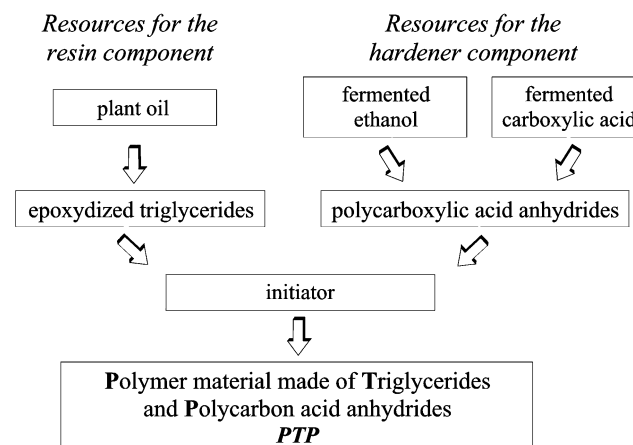 Resources for the
resin component
Resources for the
hardener component
plant oil
fermented
ethanol
fermented
carboxylic acid
epoxydized triglycerides
polycarboxylic acid anhydrides
initiator
Polymer material made of Triglycerides
and Polycarbon acid anhydrides
PTP